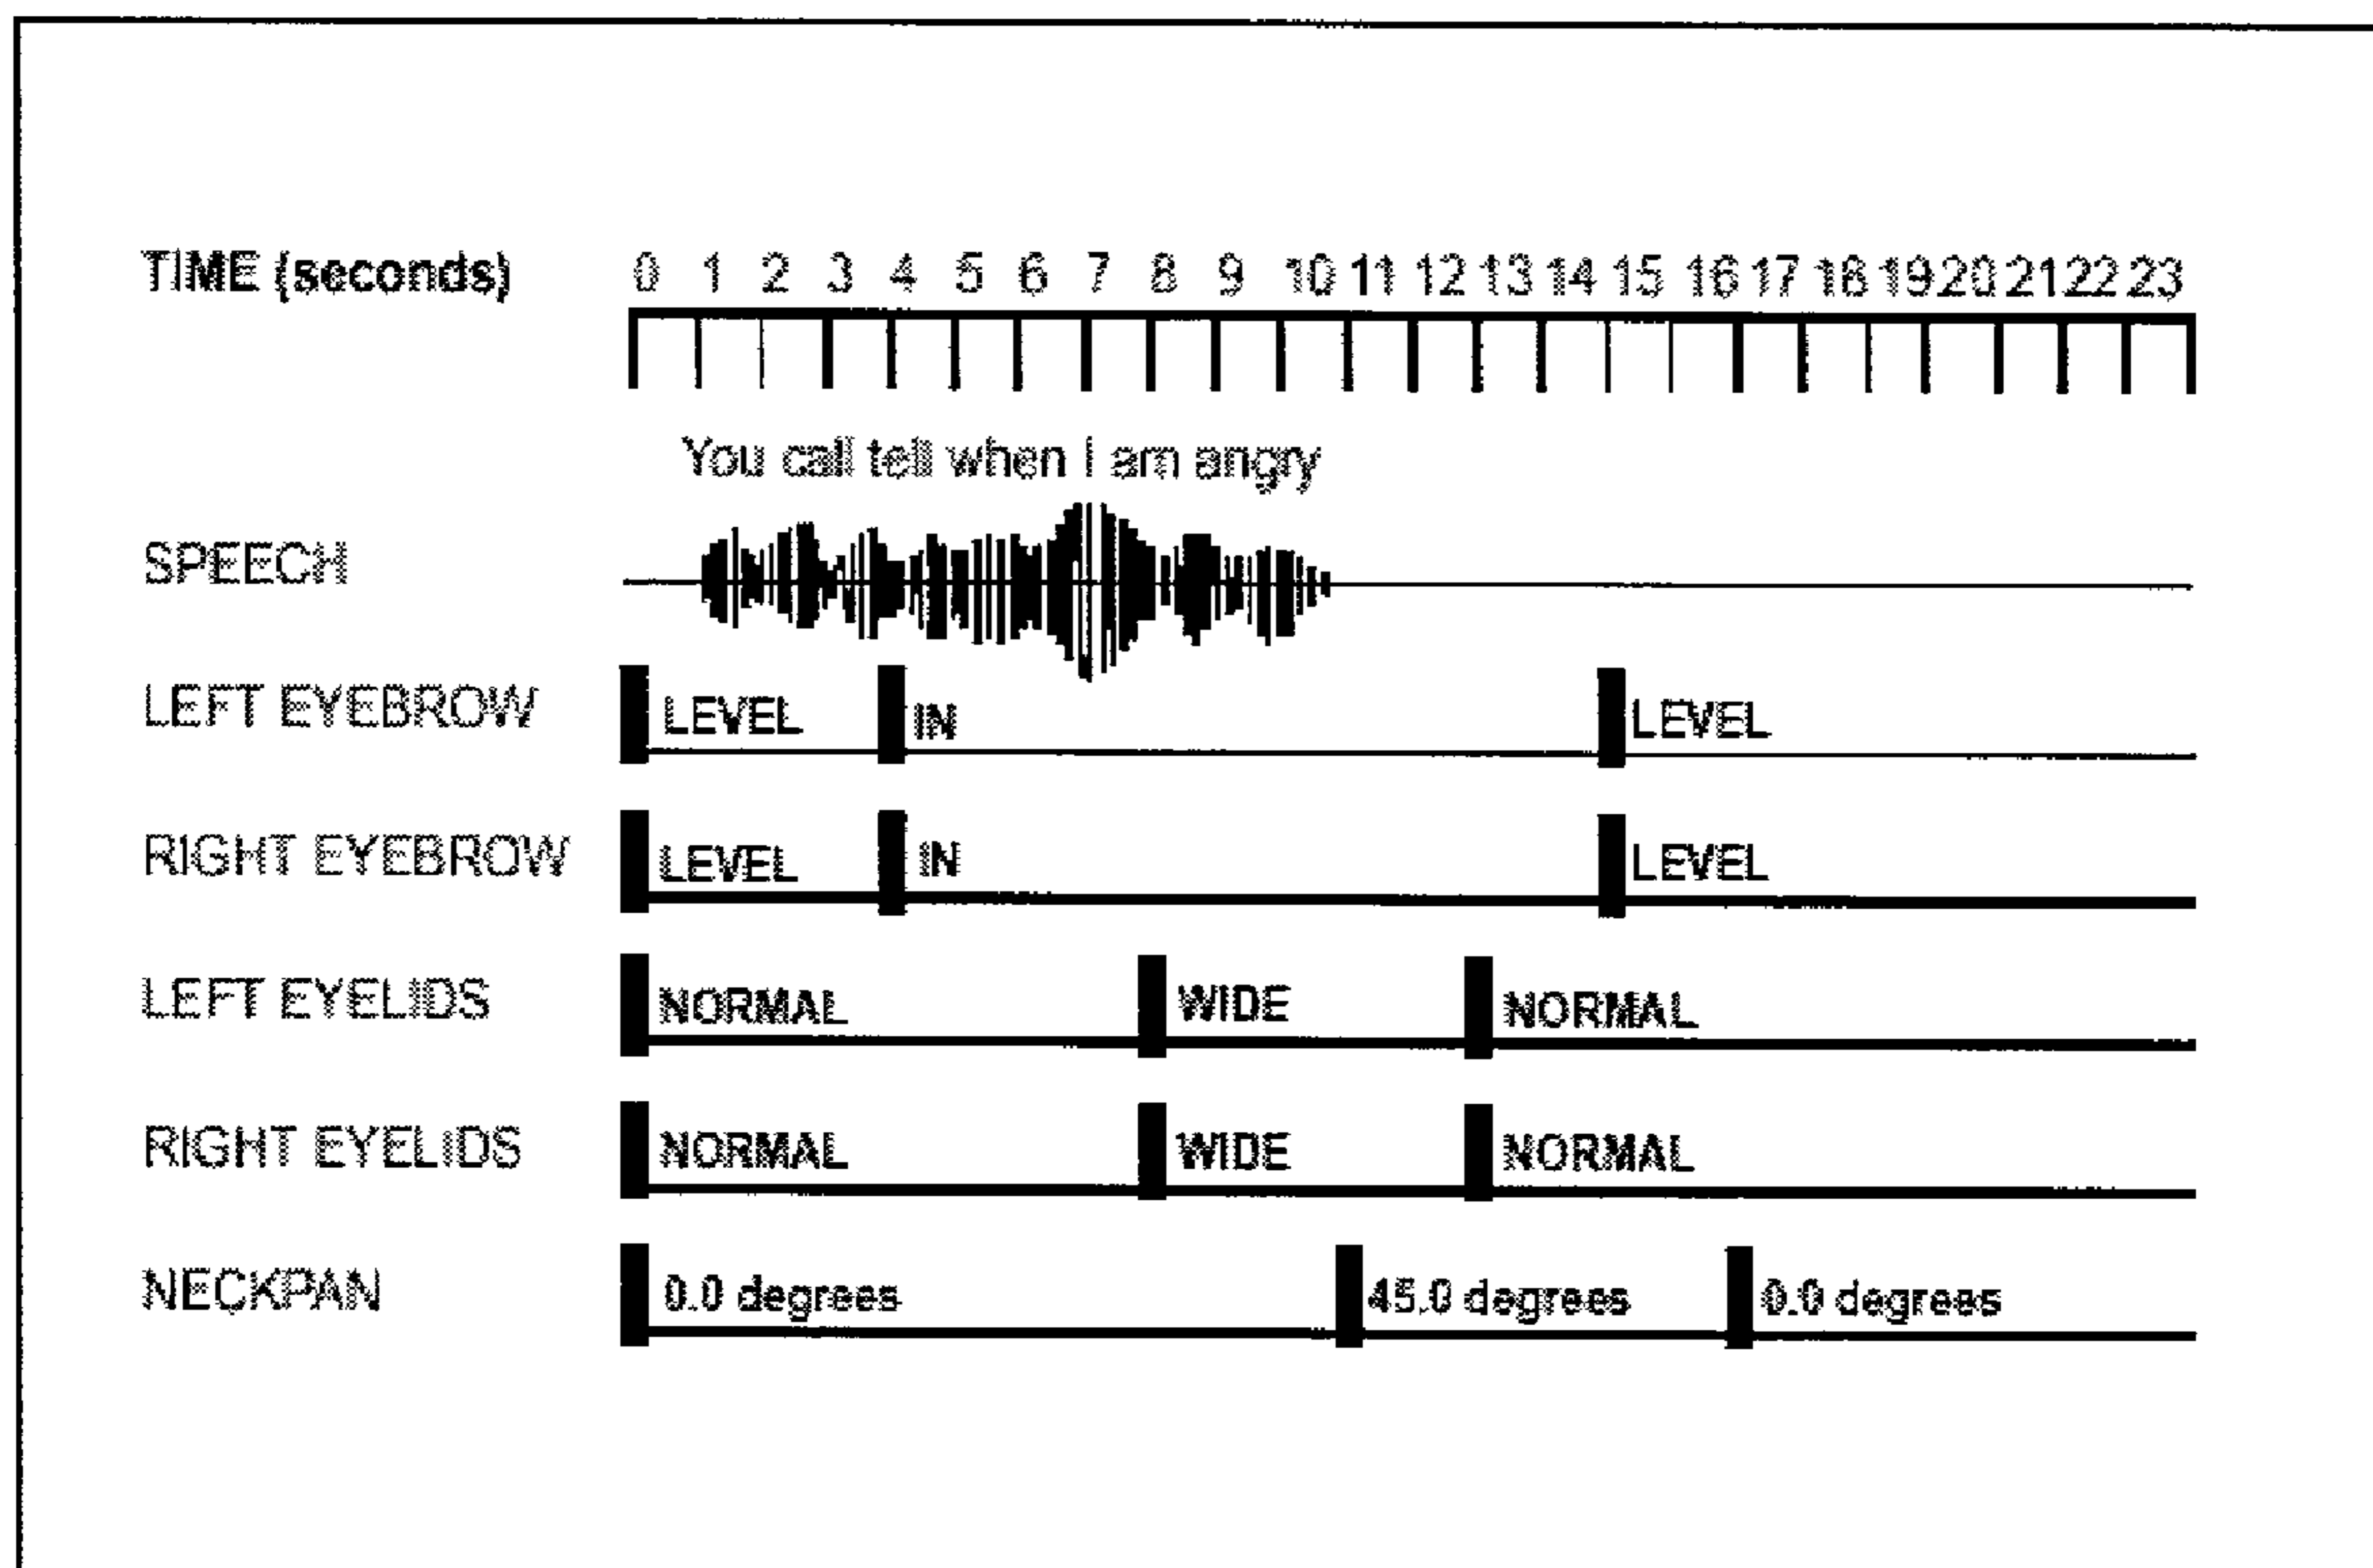 TIME (seconds) 0 1 2 3 4 5 6 7 8 9 10 11 12 13 14 15 16 17 18 19 20 21 22 23
You call tell when I am angry
SPEECH
LEFT EYEBROW LEVEL IN LEVEL
RIGHT EYEBROW LEVEL IN LEVEL
LEFT EYELIDS NORMAL WIDE NORMAL
RIGHT EYELIDS NORMAL WIDE NORMAL
NECKPAN 0.0 degrees 45.0 degrees 0.0 degrees